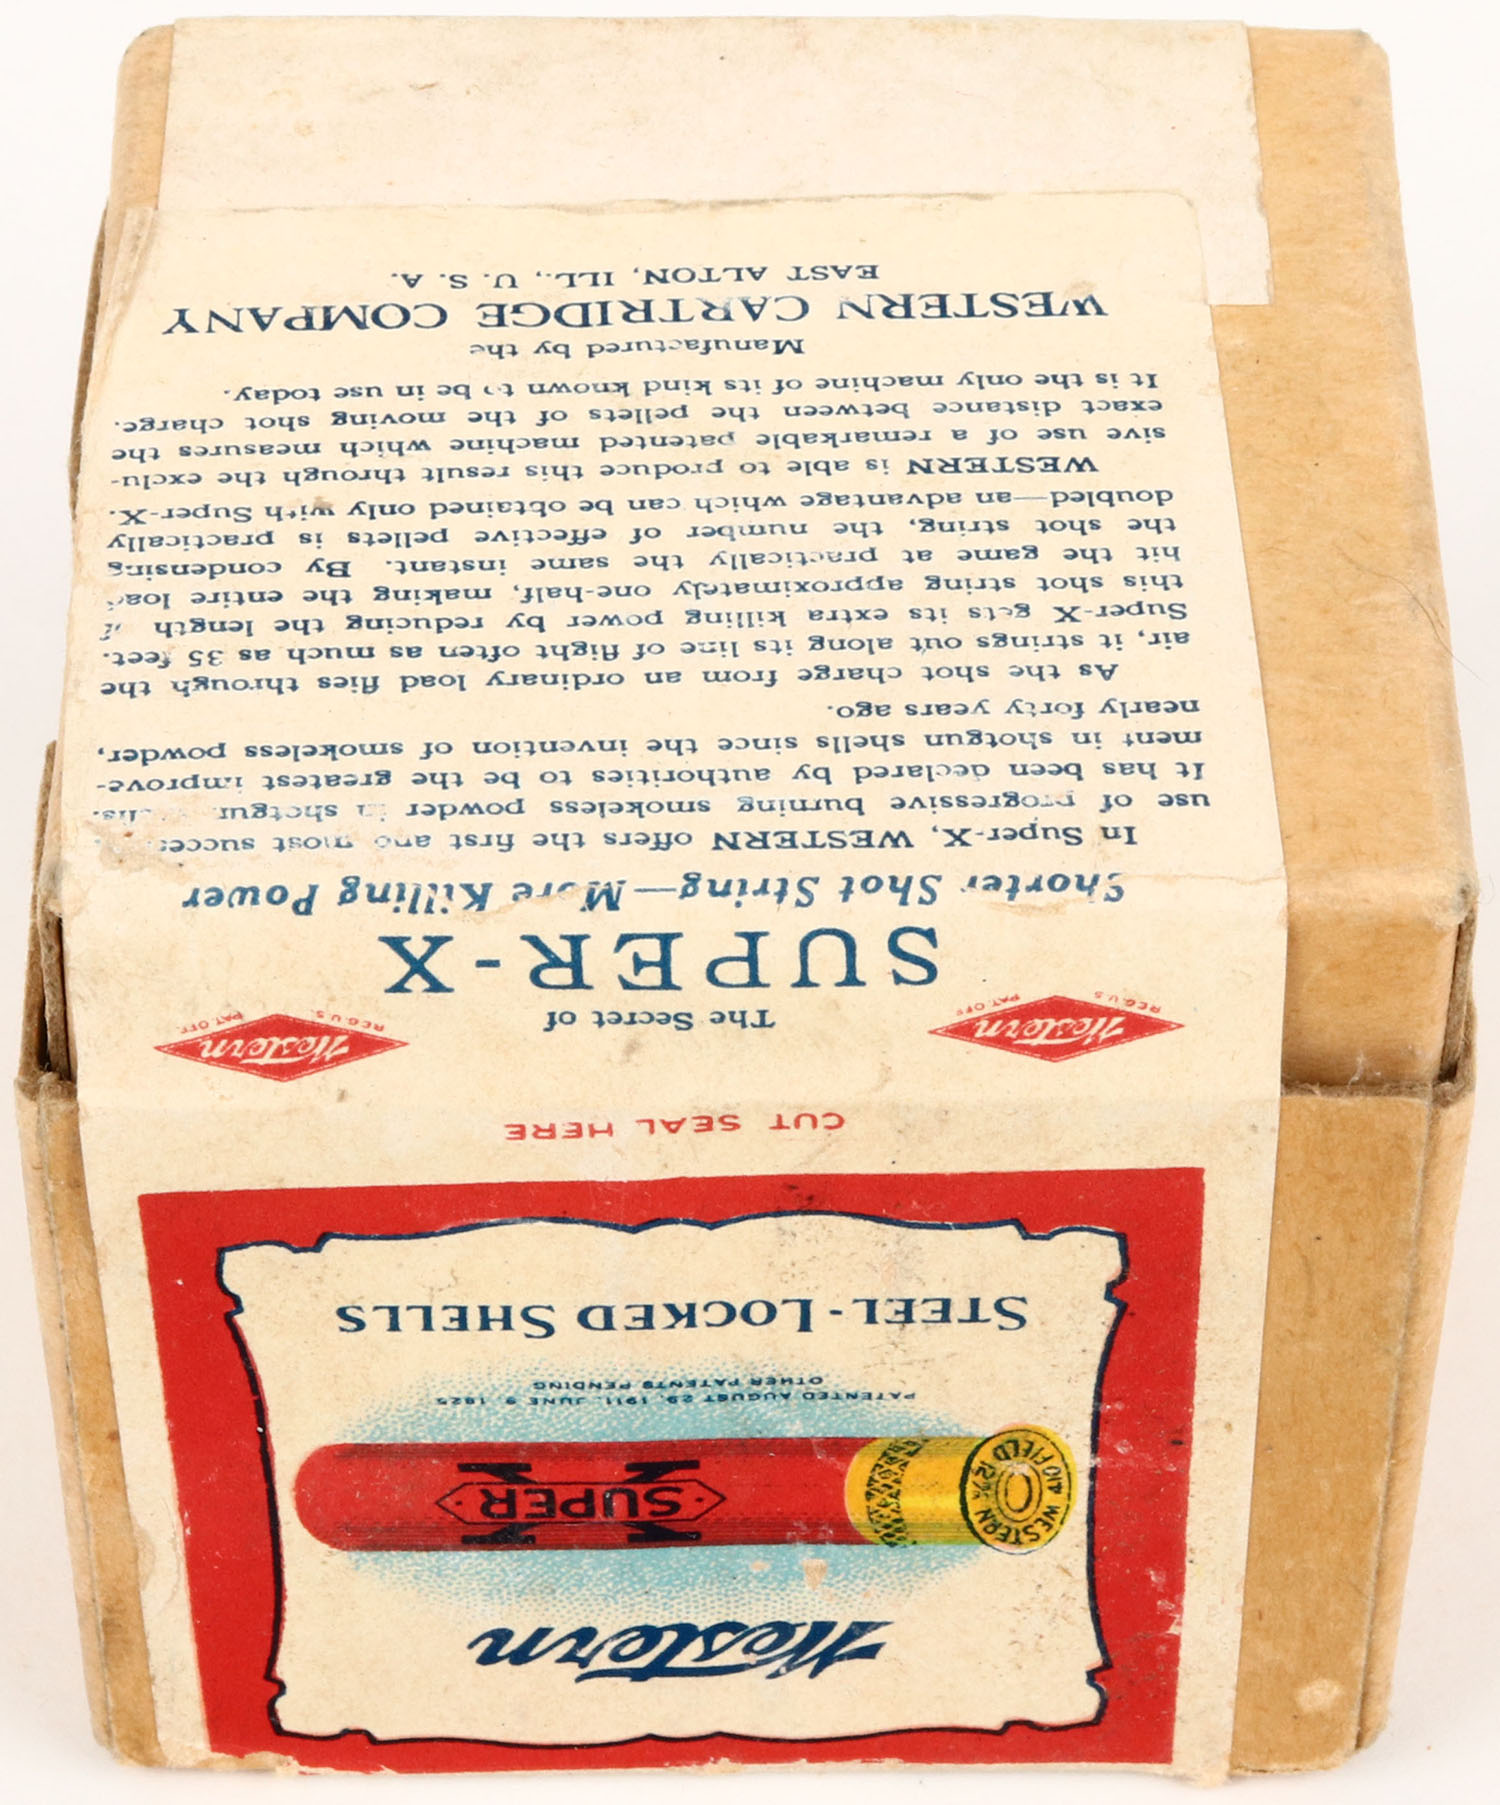 Western
WESTERN FIELD
SUPER
X
PATENTED AUGUST 29, 1911, JUNE 9 1925
OTHER PATENTS PENDING
STEEL-LOCKED SHELLS
CUT SEAL HERE
Western
REG. U.S. PAT. OFF.
Western
REG. U.S. PAT. OFF.
The Secret of
SUPER-X
Shorter Shot String—More Killing Power
In Super-X, WESTERN offers the first and most
use of progressive burning smokeless powder in shotgun shells.
It has been declared by authorities to be the greatest improve-
ment in shotgun shells since the invention of smokeless powder,
nearly forty years ago.
As the shot charge from an ordinary load flies through the
air, it strings out along its line of flight often as much as 35 feet.
Super-X gets its extra killing power by reducing the length of
this shot string approximately one-half, making the entire load
hit the game at practically the same instant. By condensing
the shot string, the number of effective pellets is practically
doubled—an advantage which can be obtained only with Super-X.
WESTERN is able to produce this result through the exclu-
sive use of a remarkable patented machine which measures the
exact distance between the pellets of the moving shot charge.
It is the only machine of its kind known to be in use today.
Manufactured by the
WESTERN CARTRIDGE COMPANY
EAST ALTON, ILL., U. S. A.